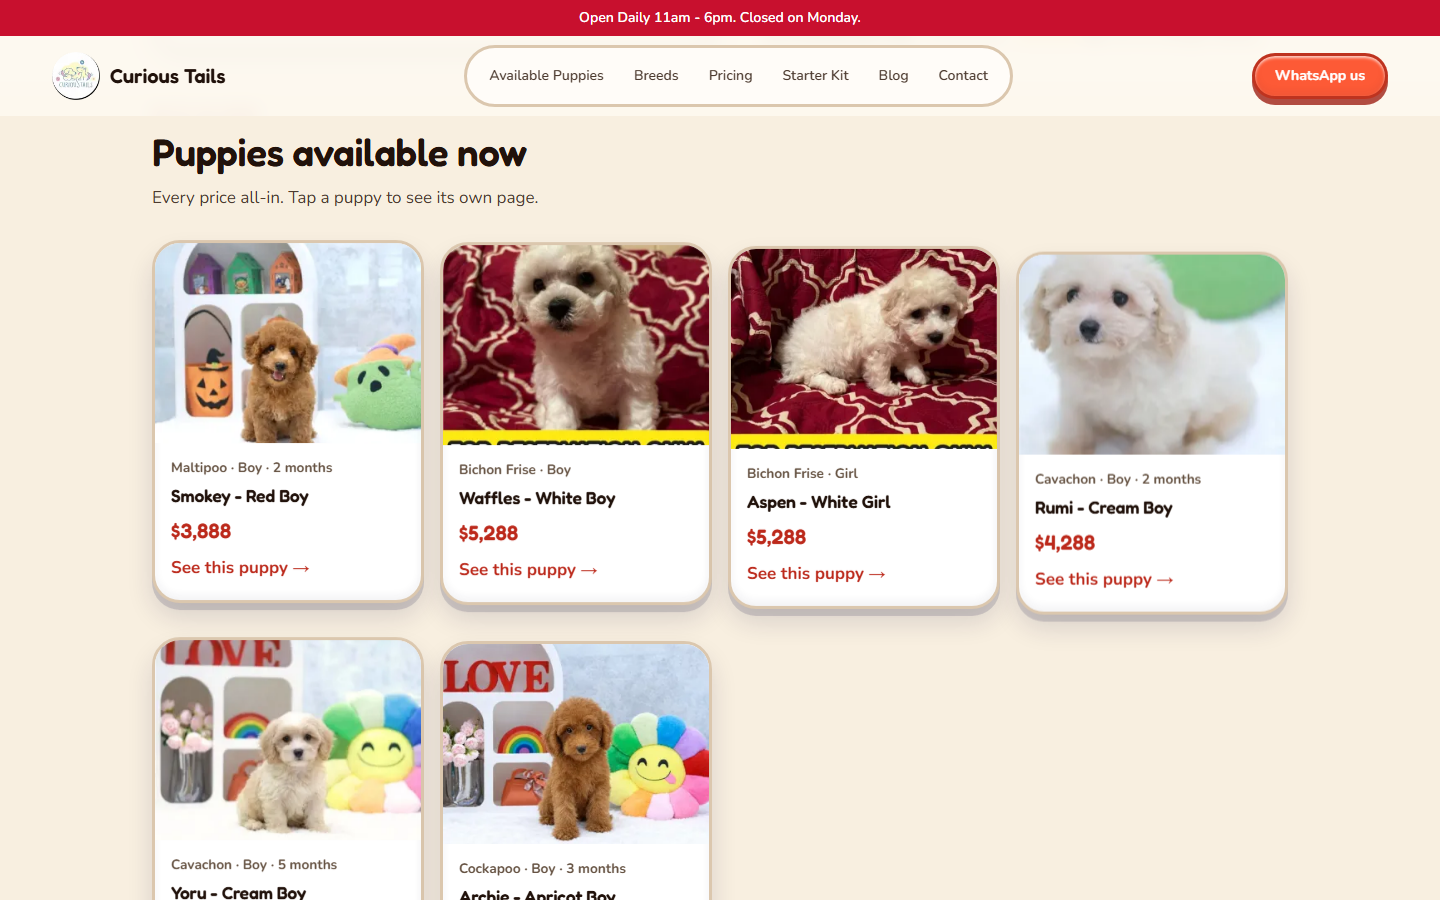 Open Daily 11am - 6pm. Closed on Monday.
Curious Tails
Available Puppies
Breeds
Pricing
Starter Kit
Blog
Contact
WhatsApp us
Puppies available now
Every price all-in. Tap a puppy to see its own page.
Maltipoo · Boy · 2 months
Smokey - Red Boy
$3,888
See this puppy →
Bichon Frise · Boy
Waffles - White Boy
$5,288
See this puppy →
Bichon Frise · Girl
Aspen - White Girl
$5,288
See this puppy →
Cavachon · Boy · 2 months
Rumi - Cream Boy
$4,288
See this puppy →
LOVE
Cavachon · Boy · 5 months
Yoru - Cream Boy
LOVE
Cockapoo · Boy · 3 months
Archie - Apricot Boy